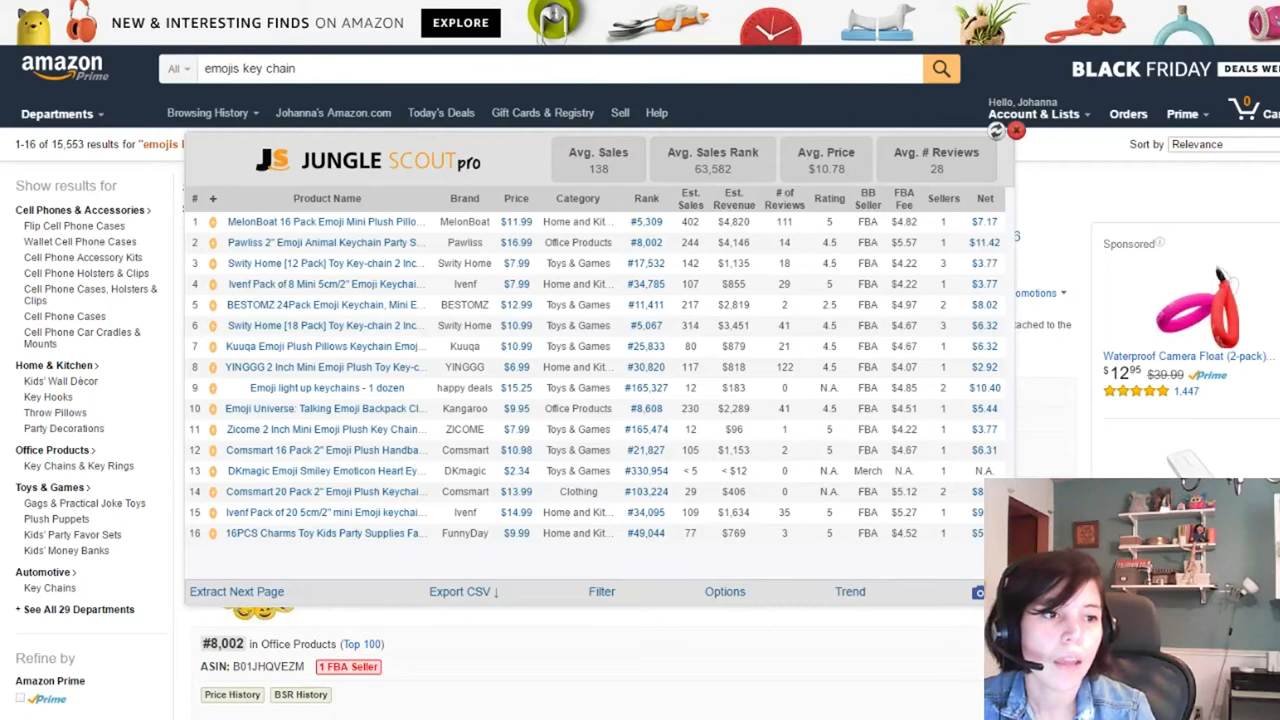 NEW & INTERESTING FINDS ON AMAZON EXPLORE
amazon Prime
All emojis key chain
BLACK FRIDAY DEALS WE
Departments
Browsing History Johanna's Amazon.com Today's Deals Gift Cards & Registry Sell Help
Hello, Johanna
Account & Lists Orders Prime 0
1-16 of 15,553 results for "emojis
Sort by Relevance
JS JUNGLE SCOUT pro
Avg. Sales 138
Avg. Sales Rank 63,582
Avg. Price $10.78
Avg. # Reviews 28
# + Product Name Brand Price Category Rank Est. Sales Est. Revenue # of Reviews Rating BB Seller FBA Fee Sellers Net
1 MelonBoat 16 Pack Emoji Mini Plush Pillo... MelonBoat $11.99 Home and Kit... #5,309 402 $4,820 111 5 FBA $4.82 1 $7.17
2 Pawliss 2" Emoji Animal Keychain Party S... Pawliss $16.99 Office Products #8,002 244 $4,146 14 4.5 FBA $5.57 1 $11.42
3 Swity Home [12 Pack] Toy Key-chain 2 Inc... Swity Home $7.99 Toys & Games #17,532 142 $1,135 18 4.5 FBA $4.22 3 $3.77
4 Ivenf Pack of 8 Mini 5cm/2" Emoji Keychai... Ivenf $7.99 Toys & Games #34,785 107 $855 29 5 FBA $4.22 1 $3.77
5 BESTOMZ 24Pack Emoji Keychain, Mini E... BESTOMZ $12.99 Toys & Games #11,411 217 $2,819 2 2.5 FBA $4.97 2 $8.02
6 Swity Home [18 Pack] Toy Key-chain 2 Inc... Swity Home $10.99 Toys & Games #5,067 314 $3,451 41 4.5 FBA $4.67 3 $6.32
7 Kuuqa Emoji Plush Pillows Keychain Emoj... Kuuqa $10.99 Toys & Games #25,833 80 $879 21 4.5 FBA $4.67 1 $6.32
8 YINGGG 2 Inch Mini Emoji Plush Toy Key-c... YINGGG $6.99 Toys & Games #30,820 117 $818 122 4.5 FBA $4.07 1 $2.92
9 Emoji light up keychains - 1 dozen happy deals $15.25 Toys & Games #165,327 12 $183 0 N.A. FBA $4.85 2 $10.40
10 Emoji Universe: Talking Emoji Backpack Cl... Kangaroo $9.95 Office Products #8,608 230 $2,289 41 4.5 FBA $4.51 1 $5.44
11 Zicome 2 Inch Mini Emoji Plush Key Chain... ZICOME $7.99 Toys & Games #165,474 12 $96 1 5 FBA $4.22 1 $3.77
12 Comsmart 16 Pack 2" Emoji Plush Handba... Comsmart $10.98 Toys & Games #21,827 105 $1,153 2 5 FBA $4.67 1 $6.31
13 DKmagic Emoji Smiley Emoticon Heart Ey... DKmagic $2.34 Toys & Games #330,954 < 5 < $12 0 N.A. Merch N.A. 1 N.A.
14 Comsmart 20 Pack 2" Emoji Plush Keychai... Comsmart $13.99 Clothing #103,224 29 $406 0 N.A. FBA $5.12 2 $8
15 Ivenf Pack of 20 5cm/2" mini Emoji keychai... Ivenf $14.99 Home and Kit... #34,095 109 $1,634 35 5 FBA $5.27 1 $9
16 16PCS Charms Toy Kids Party Supplies Fa... FunnyDay $9.99 Toys & Games #49,044 77 $769 3 5 FBA $4.52 1 $5
Extract Next Page Export CSV ↓ Filter Options Trend
#8,002 in Office Products (Top 100)
ASIN: B01JHQVEZM 1 FBA Seller
Price History BSR History
Show results for
Cell Phones & Accessories
Flip Cell Phone Cases
Wallet Cell Phone Cases
Cell Phone Accessory Kits
Cell Phone Holsters & Clips
Cell Phone Cases, Holsters &
Clips
Cell Phone Cases
Cell Phone Car Cradles &
Mounts
Home & Kitchen
Kids' Wall Décor
Key Hooks
Throw Pillows
Party Decorations
Office Products
Key Chains & Key Rings
Toys & Games
Gags & Practical Joke Toys
Plush Puppets
Kids' Party Favor Sets
Kids' Money Banks
Automotive
Key Chains
+ See All 29 Departments
Refine by
Amazon Prime
Prime
6
omotions
ttached to the
Sponsored
Waterproof Camera Float (2-pack)...
$12.95 $39.99 Prime
1,447